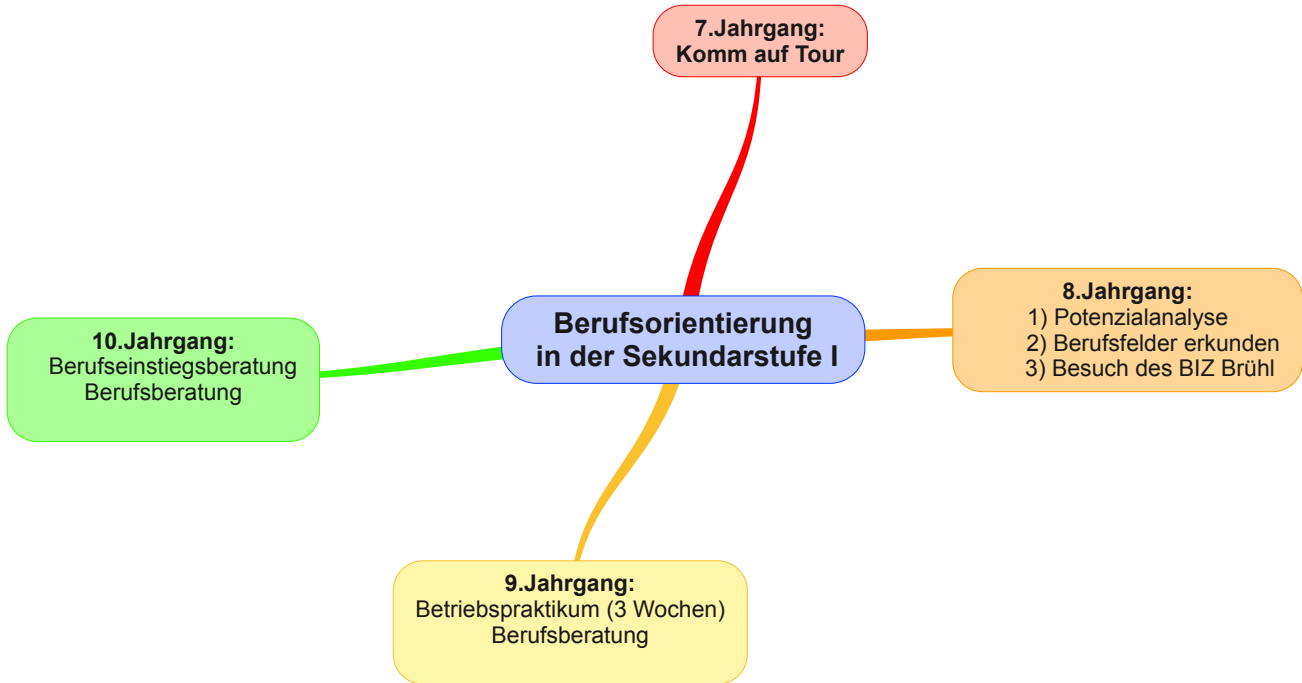 7.Jahrgang:
Komm auf Tour
Berufsorientierung
in der Sekundarstufe I
8.Jahrgang:
1) Potenzialanalyse
2) Berufsfelder erkunden
3) Besuch des BIZ Brühl
10.Jahrgang:
Berufseinstiegsberatung
Berufsberatung
9.Jahrgang:
Betriebspraktikum (3 Wochen)
Berufsberatung